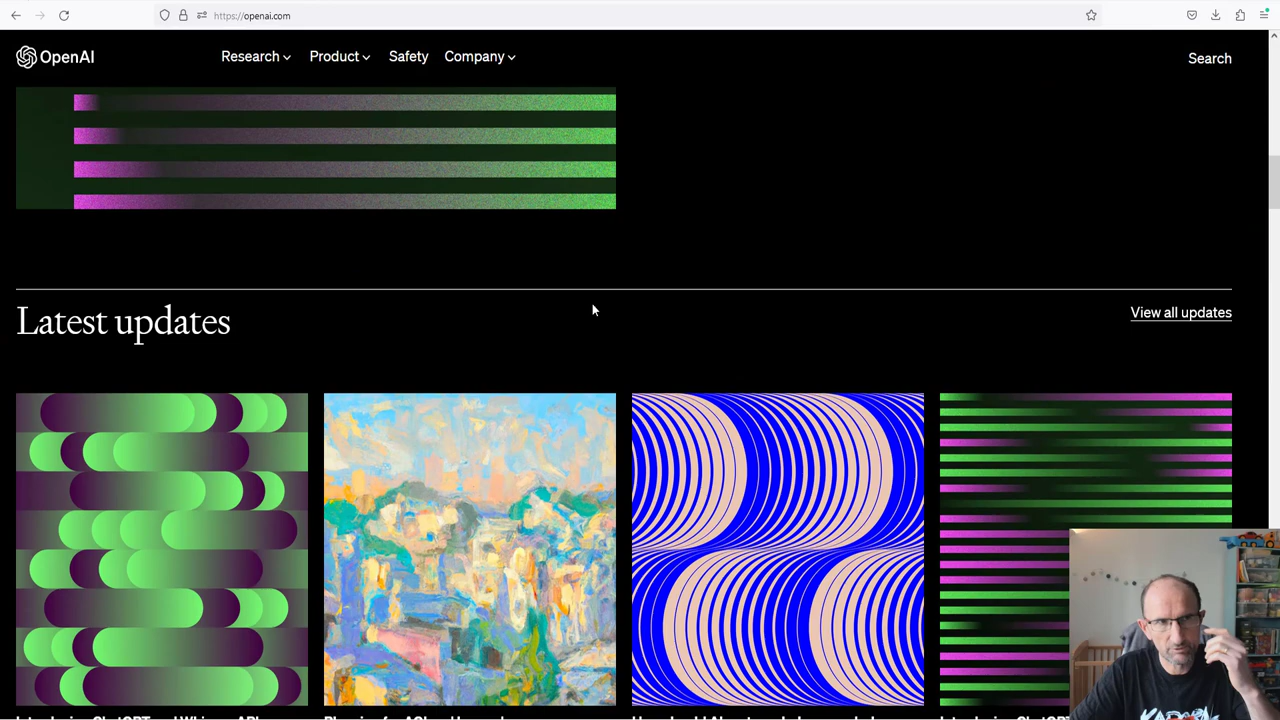 https://openai.com
OpenAI
Research
Product
Safety
Company
Search
Latest updates
View all updates